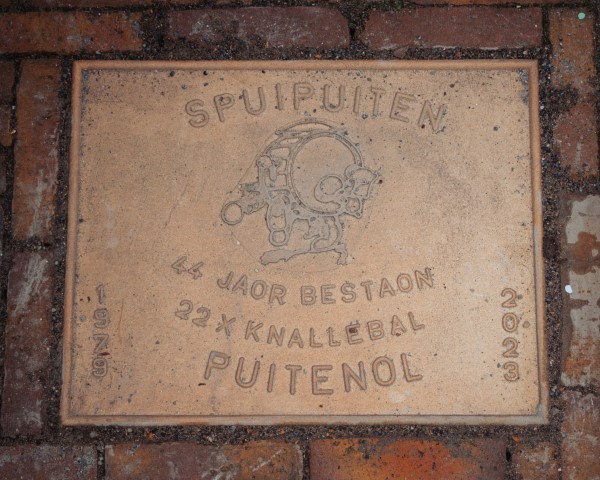 SPUIPUITEN
44 JAOR BESTAON
22 X KNALLEBAL
PUITENOL
1979
2023